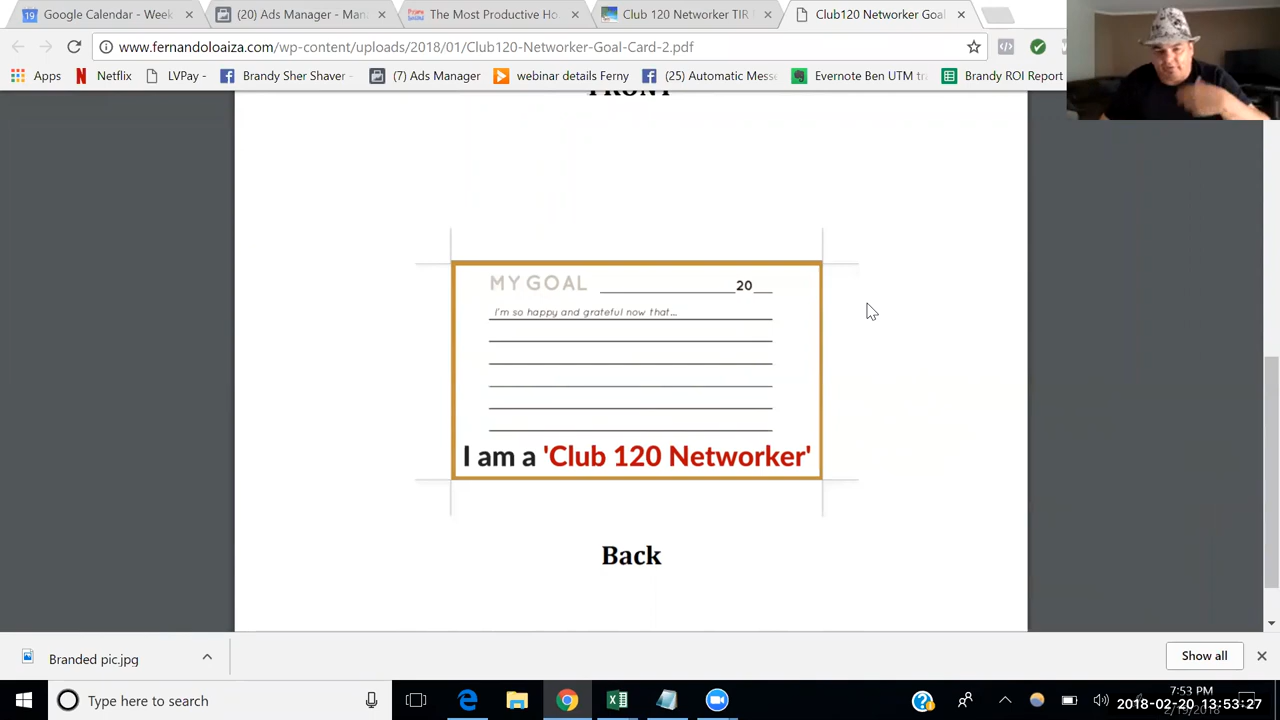 Google Calendar - Week
(20) Ads Manager - Man
The Most Productive Ho
Club 120 Networker TIR
Club120 Networker Goal
www.fernandoloaiza.com/wp-content/uploads/2018/01/Club120-Networker-Goal-Card-2.pdf
Apps
Netflix
LVPay -
Brandy Sher Shaver -
(7) Ads Manager
webinar details Ferny
(25) Automatic Messe
Evernote Ben UTM tr
Brandy ROI Report
FRONT
MY GOAL ____________ 20__
I'm so happy and grateful now that...
I am a 'Club 120 Networker'
Back
Branded pic.jpg
Show all
Type here to search
7:53 PM
2018-02-20 13:53:27